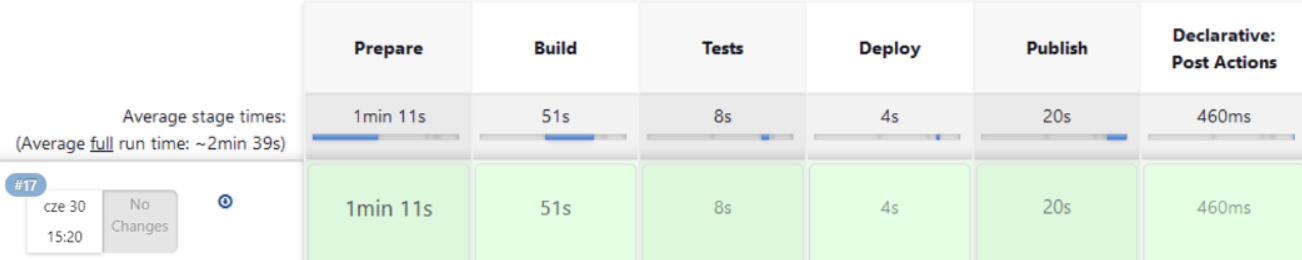 Prepare Build Tests Deploy Publish Declarative:
Post Actions
Average stage times: 1min 11s 51s 8s 4s 20s 460ms
(Average full run time: ~2min 39s)
#17
cze 30 No
15:20 Changes
1min 11s 51s 8s 4s 20s 460ms